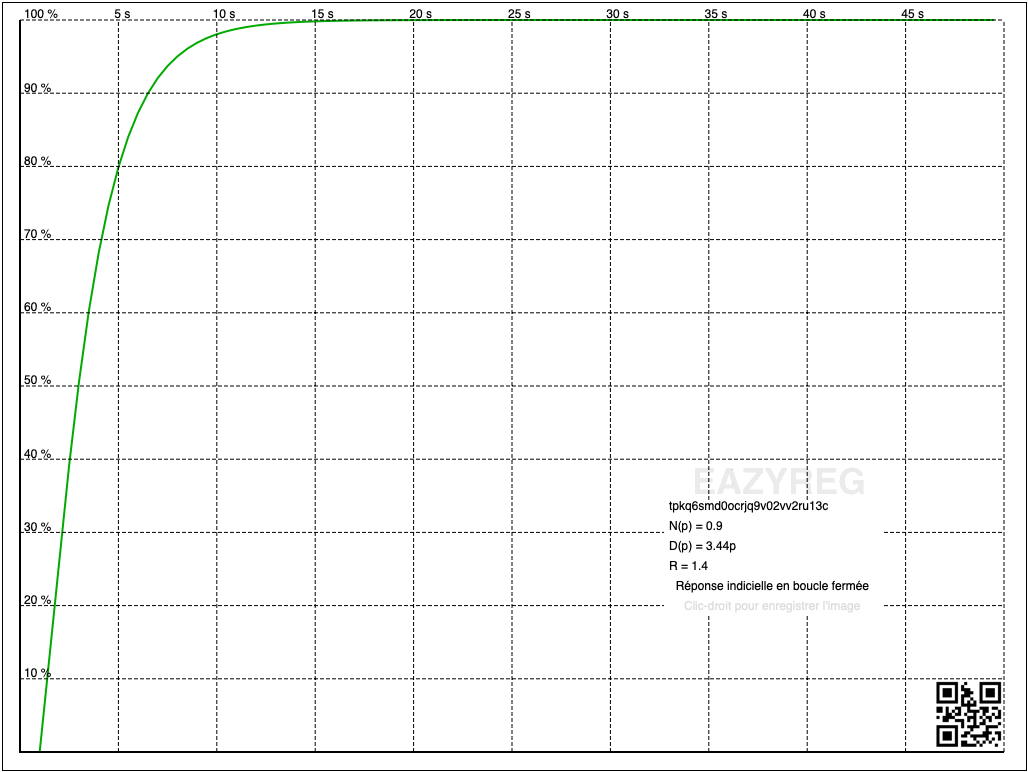 100 % 5 s 10 s 15 s 20 s 25 s 30 s 35 s 40 s 45 s
90 %
80 %
70 %
60 %
50 %
40 %
EAZYREG
tpkq6smd0ocrjq9v02vv2ru13c
N(p) = 0.9
30 %
D(p) = 3.44p
R = 1.4
Réponse indicielle en boucle fermée
20 %
Clic-droit pour enregistrer l'image
10 %